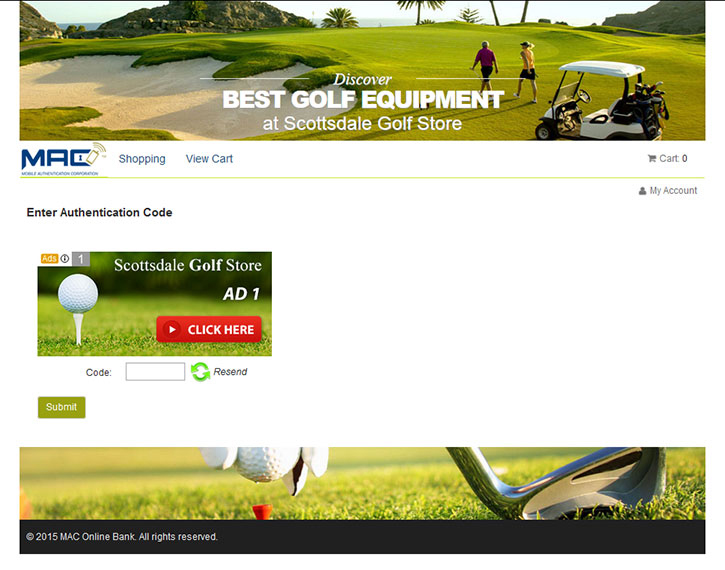 Discover
BEST GOLF EQUIPMENT
at Scottsdale Golf Store
MAC™
MOBILE AUTHENTICATION CORPORATION
Shopping
View Cart
Cart: 0
My Account
Enter Authentication Code
Ads 1
Scottsdale Golf Store
AD 1
CLICK HERE
Code:
Resend
Submit
© 2015 MAC Online Bank. All rights reserved.